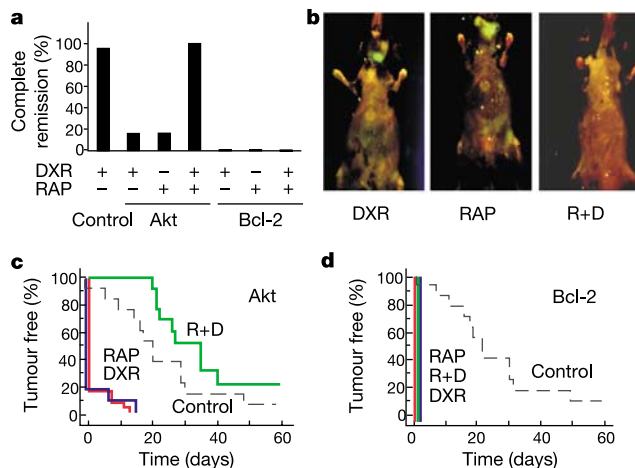 a
Complete
remission (%)
100
80
60
40
20
0
DXR + + – + + – +
RAP – – + + – + +
Control Akt Bcl-2
b
DXR RAP R+D
c
Tumour free (%)
100
80
60
40
20
0
Akt
R+D
RAP
DXR
Control
0 20 40 60
Time (days)
d
Tumour free (%)
100
80
60
40
20
0
Bcl-2
RAP
R+D
DXR
Control
0 20 40 60
Time (days)